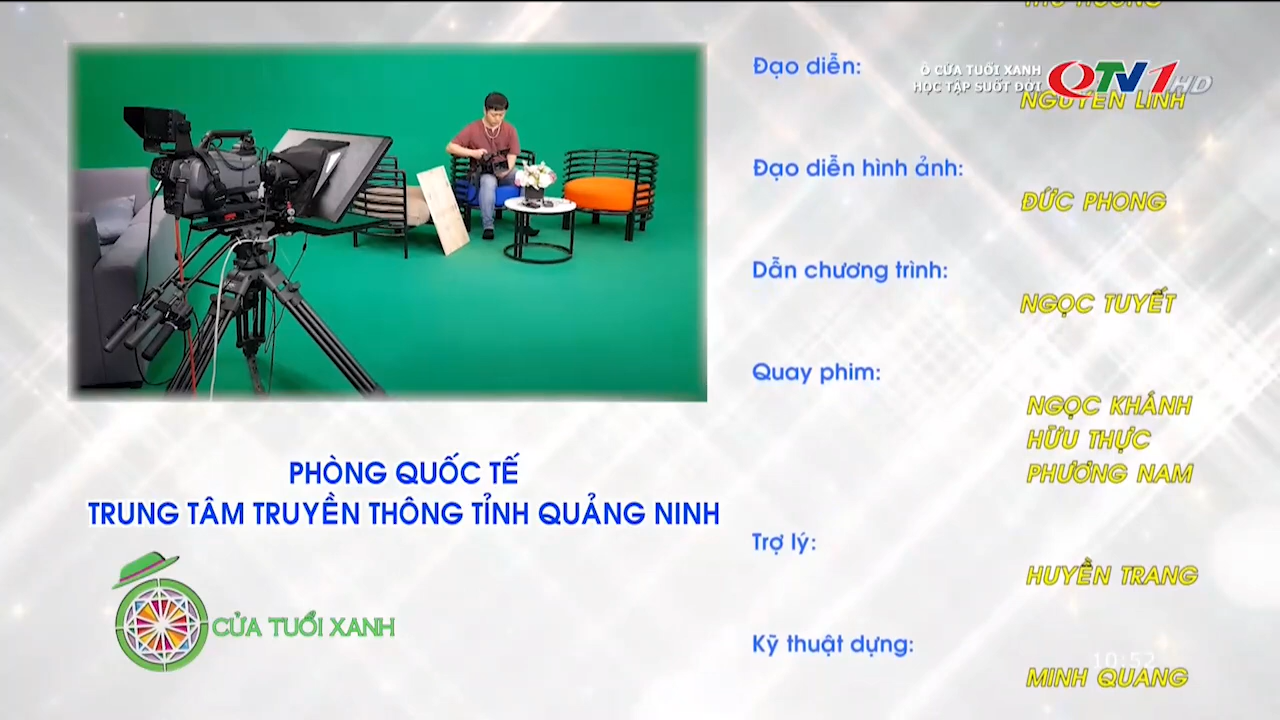 Đạo diễn:
Ô CỬA TUỔI XANH
HỌC TẬP SUỐT ĐỜI
QTV1 HD
NGUYỄN LINH
Đạo diễn hình ảnh:
ĐỨC PHONG
Dẫn chương trình:
NGỌC TUYẾT
Quay phim:
NGỌC KHÁNH
HỮU THỰC
PHƯƠNG NAM
Trợ lý:
HUYỀN TRANG
Kỹ thuật dựng:
10:52
MINH QUANG
PHÒNG QUỐC TẾ
TRUNG TÂM TRUYỀN THÔNG TỈNH QUẢNG NINH
CỬA TUỔI XANH